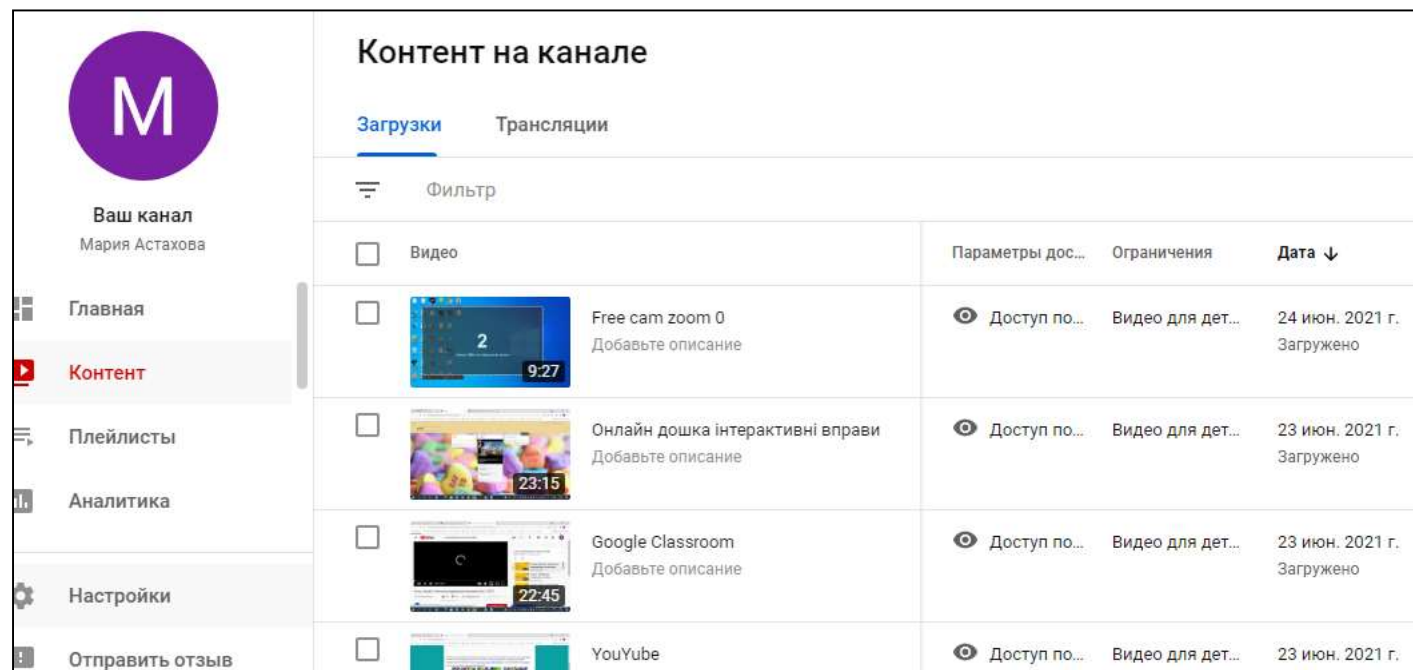 M
Ваш канал
Мария Астахова
Главная
Контент
Плейлисты
Аналитика
Настройки
Отправить отзыв
Контент на канале
Загрузки Трансляции
Фильтр
Видео Параметры дос... Ограничения Дата
Free cam zoom 0 Доступ по... Видео для дет... 24 июн. 2021 г.
Добавьте описание Загружено
2
9:27
Онлайн дошка інтерактивні вправи Доступ по... Видео для дет... 23 июн. 2021 г.
Добавьте описание Загружено
23:15
Google Classroom Доступ по... Видео для дет... 23 июн. 2021 г.
Добавьте описание Загружено
22:45
YouYube Доступ по... Видео для дет... 23 июн. 2021 г.